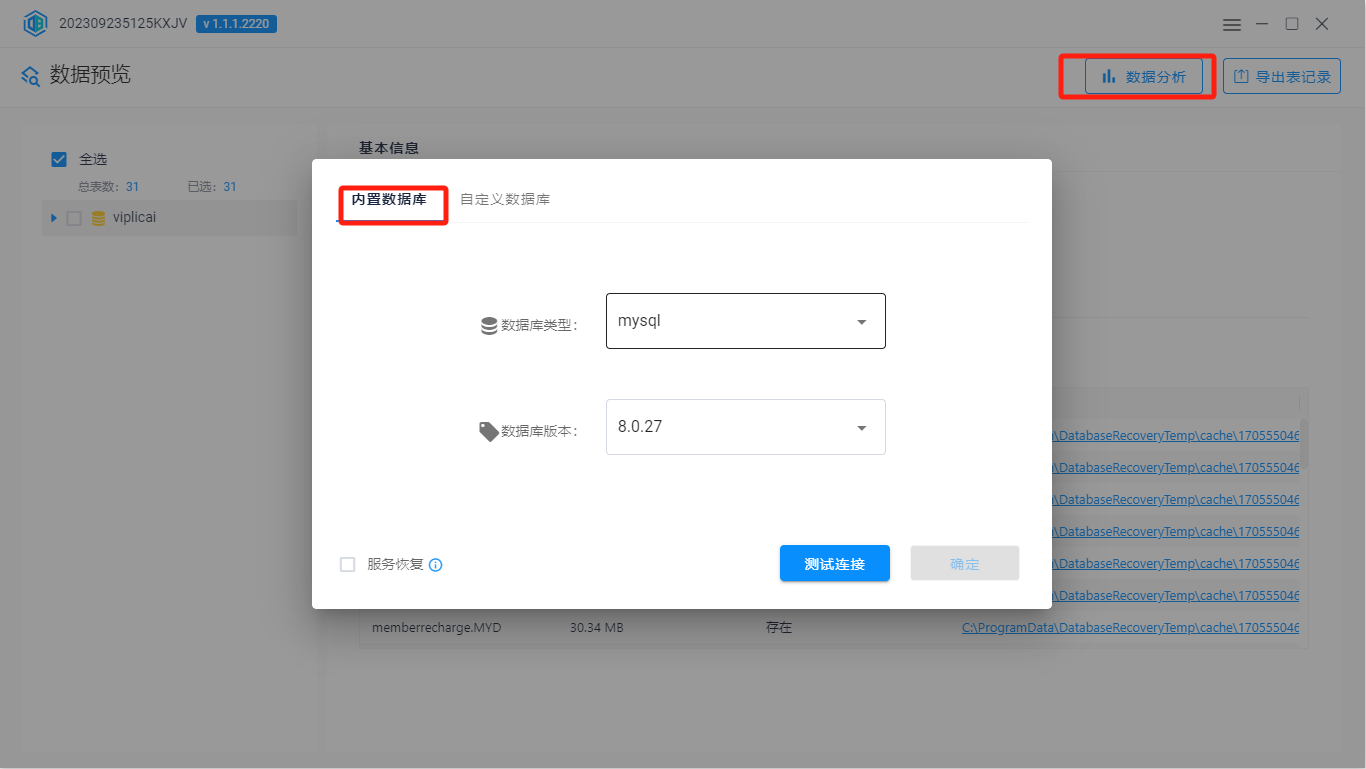 202309235125KXJV v 1.1.1.2220
数据预览
数据分析
导出表记录
全选
总表数: 31 已选: 31
viplicai
基本信息
内置数据库 自定义数据库
数据库类型: mysql
数据库版本: 8.0.27
服务恢复
测试连接 确定
\DatabaseRecoveryTemp\cache\170555046
\DatabaseRecoveryTemp\cache\170555046
\DatabaseRecoveryTemp\cache\170555046
\DatabaseRecoveryTemp\cache\170555046
\DatabaseRecoveryTemp\cache\170555046
\DatabaseRecoveryTemp\cache\170555046
memberrecharge.MYD 30.34 MB 存在 C:\ProgramData\DatabaseRecoveryTemp\cache\170555046